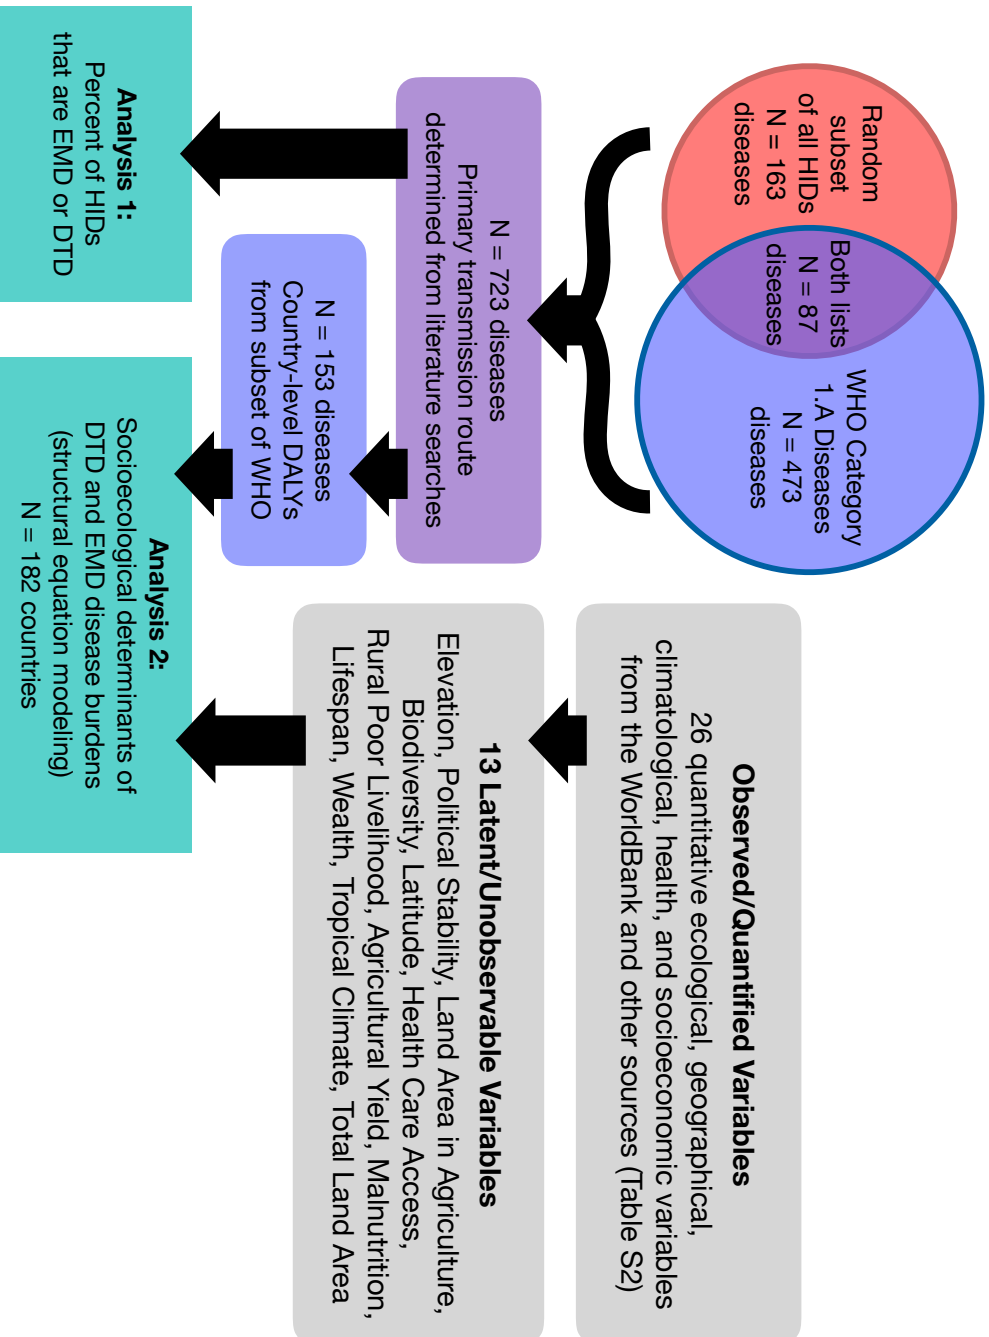 Random
subset
of all HIDs
N = 163
diseases
Both lists
N = 87
diseases
WHO Category
1.A Diseases
N = 473
diseases
N = 723 diseases
Primary transmission route
determined from literature searches
N = 153 diseases
Country-level DALYs
from subset of WHO
Analysis 1:
Percent of HIDs
that are EMD or DTD
Observed/Quantified Variables
26 quantitative ecological, geographical,
climatological, health, and socioeconomic variables
from the WorldBank and other sources (Table S2)
13 Latent/Unobservable Variables
Elevation, Political Stability, Land Area in Agriculture,
Biodiversity, Latitude, Health Care Access,
Rural Poor Livelihood, Agricultural Yield, Malnutrition,
Lifespan, Wealth, Tropical Climate, Total Land Area
Analysis 2:
Socioecological determinants of
DTD and EMD disease burdens
(structural equation modeling)
N = 182 countries